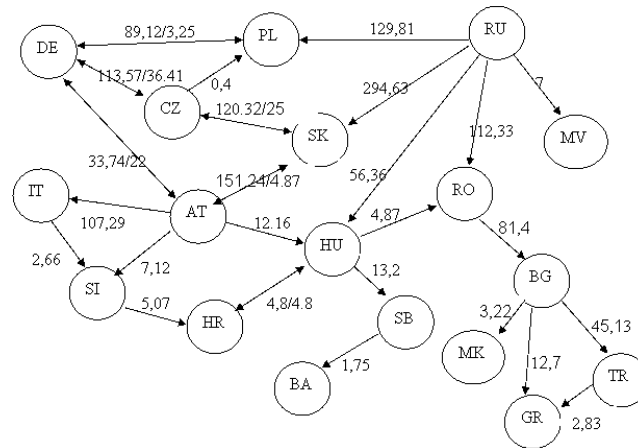 89,12/3,25
PL
129,81
RU
DE
113,57/36.41
0,4
294,63
7
CZ
120.32/25
SK
112,33
MV
33,74/22
151,24/4.87
56,36
IT
107,29
AT
12.16
4,87
RO
HU
81,4
2,66
7,12
SI
5,07
13,2
BG
HR
4,8/4.8
SB
3,22
45,13
MK
12,7
1,75
BA
TR
GR
2,83